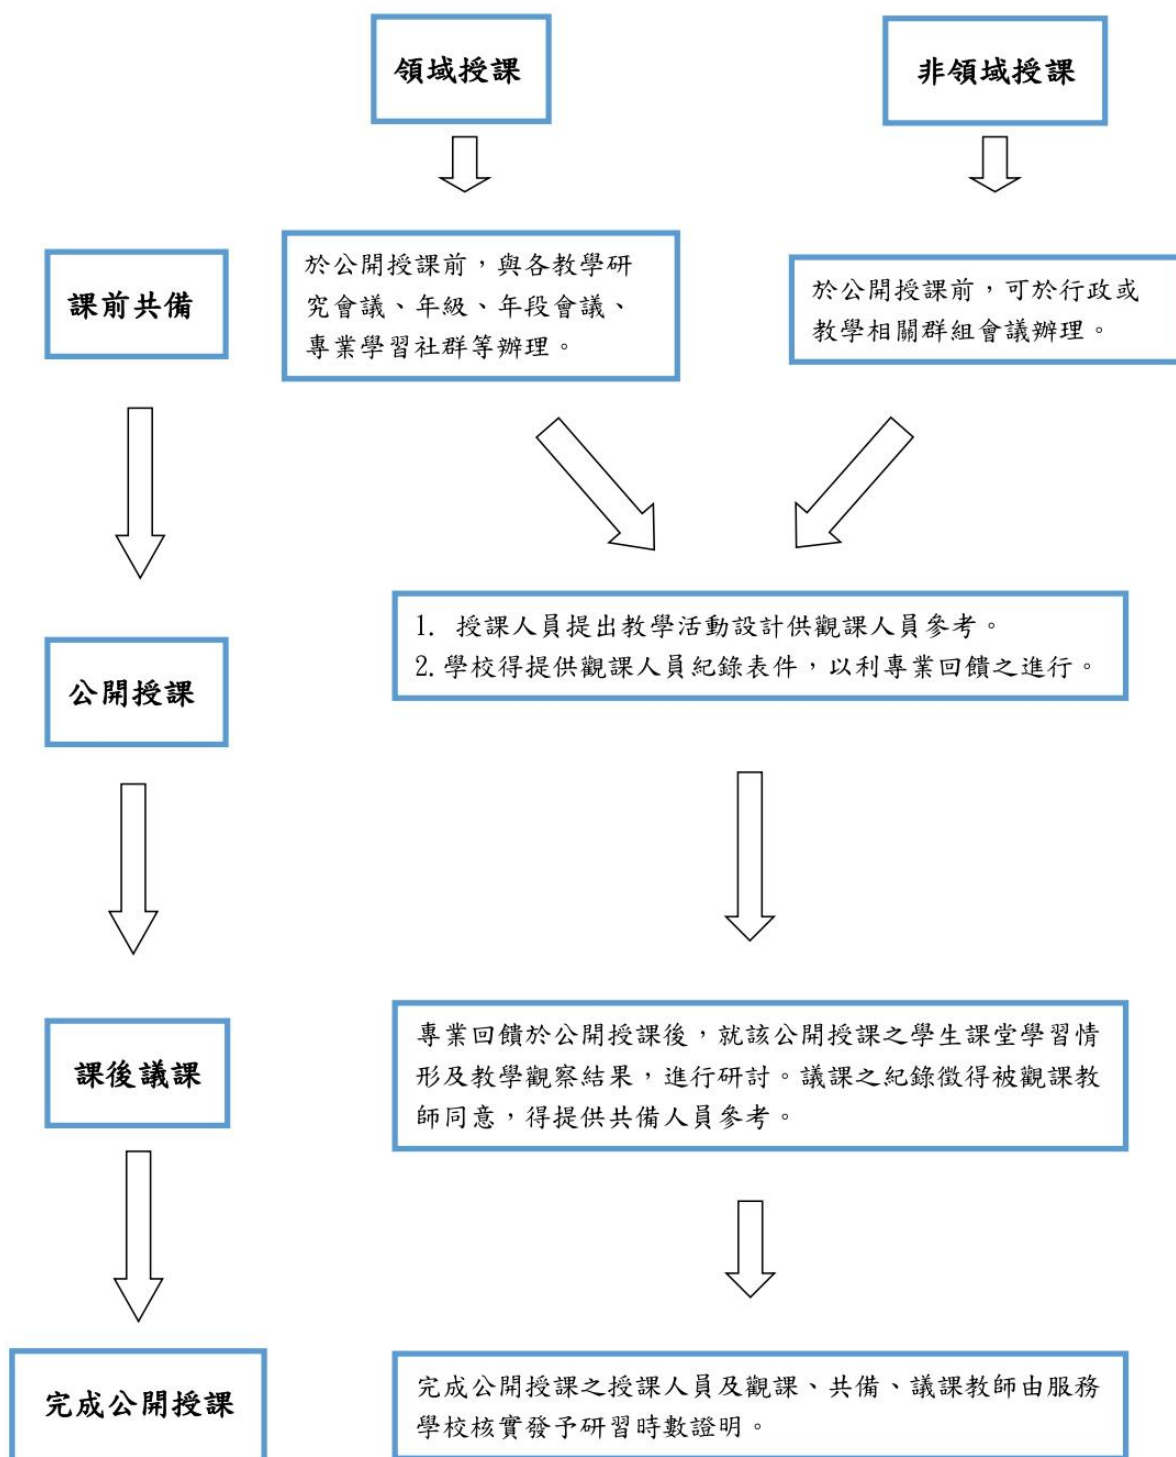 領域授課
非領域授課
課前共備
於公開授課前，與各教學研
究會議、年級、年段會議、
專業學習社群等辦理。
於公開授課前，可於行政或
教學相關群組會議辦理。
公開授課
1. 授課人員提出教學活動設計供觀課人員參考。
2. 學校得提供觀課人員紀錄表件，以利專業回饋之進行。
課後議課
專業回饋於公開授課後，就該公開授課之學生課堂學習情
形及教學觀察結果，進行研討。議課之紀錄徵得被觀課教
師同意，得提供共備人員參考。
完成公開授課
完成公開授課之授課人員及觀課、共備、議課教師由服務
學校核實發予研習時數證明。